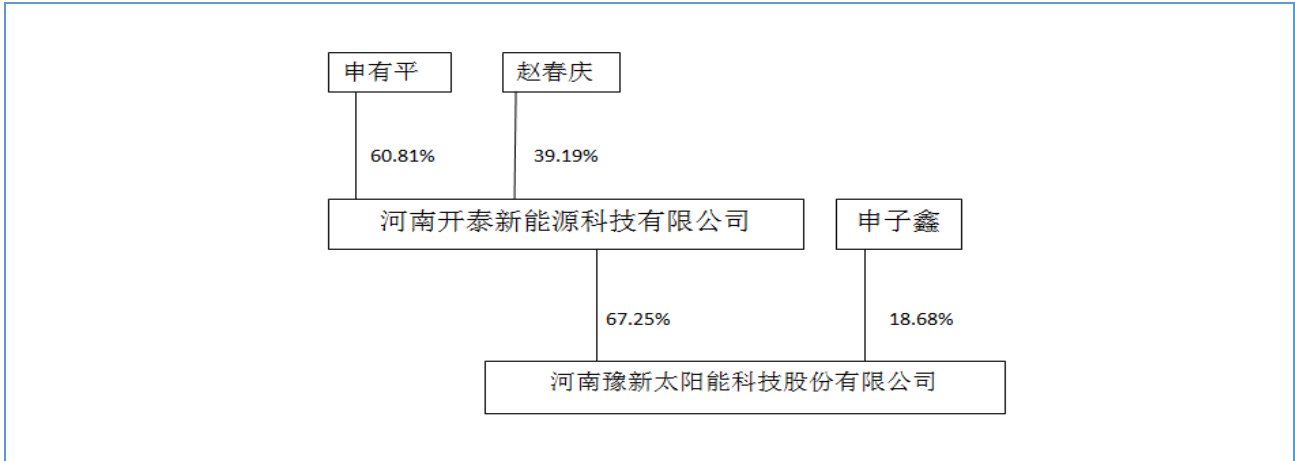 申有平
赵春庆
60.81%
39.19%
河南开泰新能源科技有限公司
申子鑫
67.25%
18.68%
河南豫新太阳能科技股份有限公司